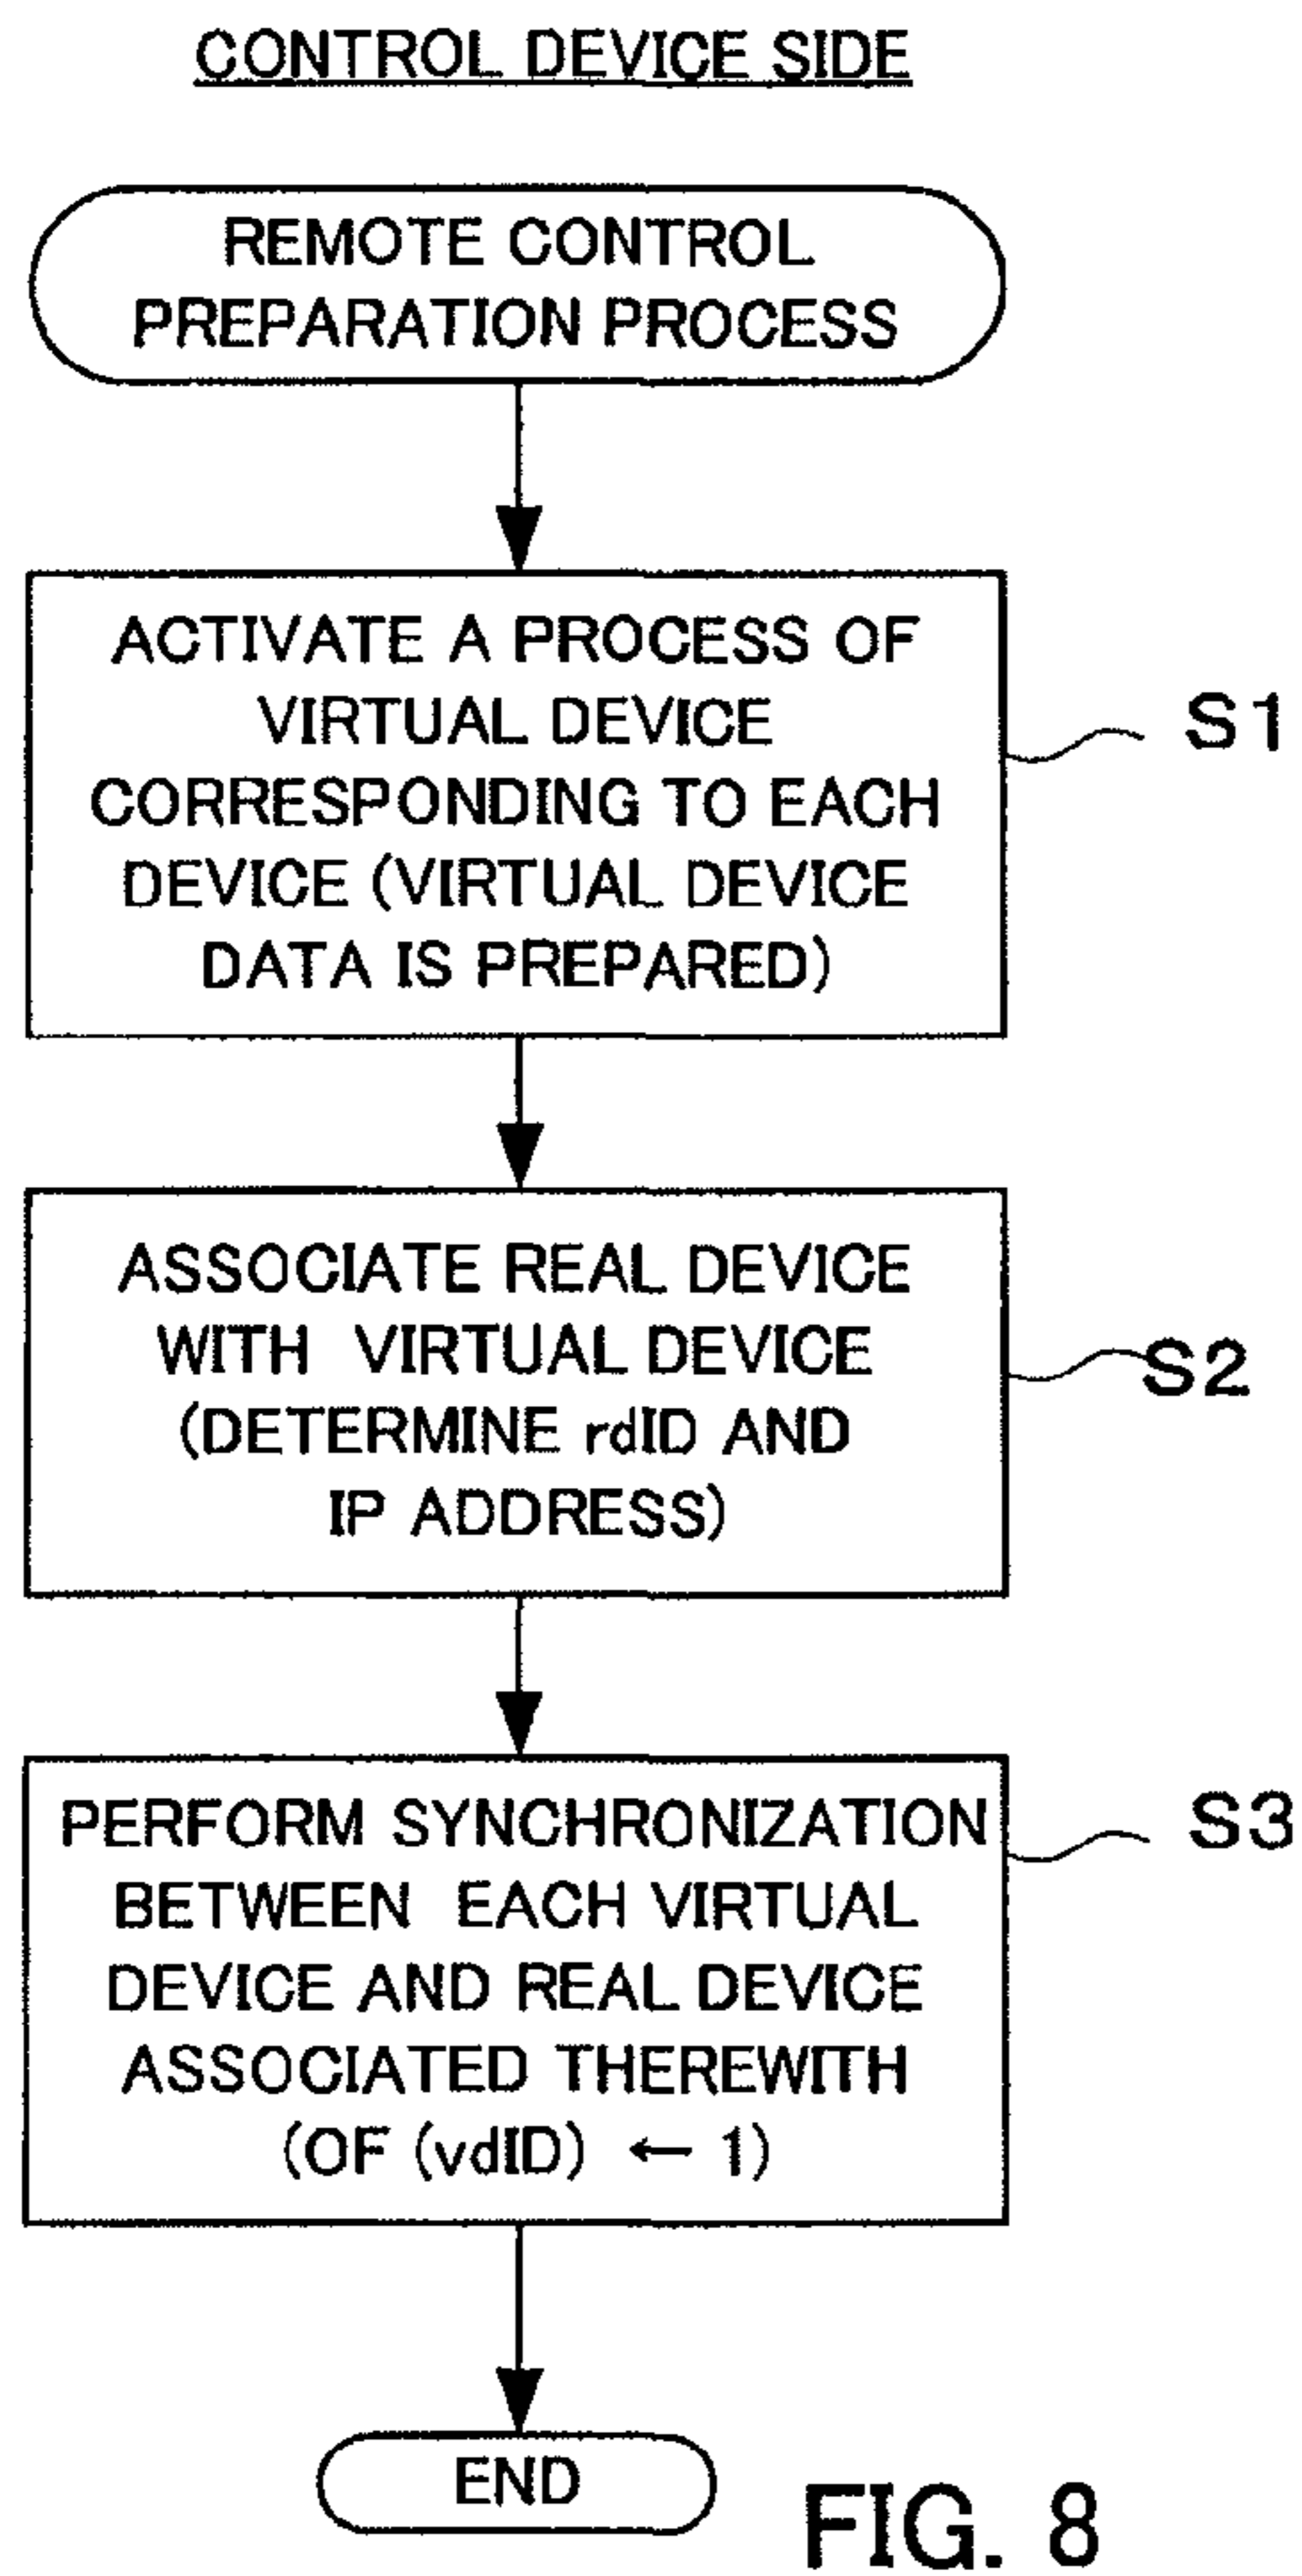 CONTROL DEVICE SIDE
REMOTE CONTROL
PREPARATION PROCESS
ACTIVATE A PROCESS OF
VIRTUAL DEVICE
CORRESPONDING TO EACH
DEVICE (VIRTUAL DEVICE
DATA IS PREPARED)
S1
ASSOCIATE REAL DEVICE
WITH VIRTUAL DEVICE
(DETERMINE rdID AND
IP ADDRESS)
S2
PERFORM SYNCHRONIZATION
BETWEEN EACH VIRTUAL
DEVICE AND REAL DEVICE
ASSOCIATED THEREWITH
(OF (vdID) ← 1)
S3
END
FIG. 8